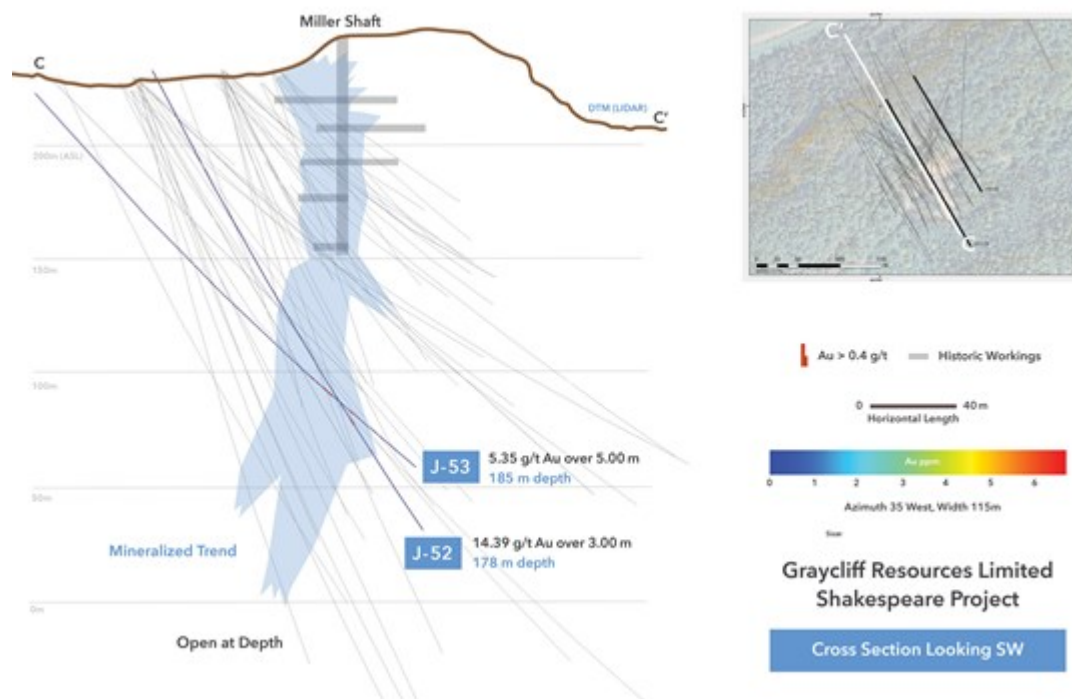 Miller Shaft
C
DTM (LIDAR)
C'
200m (ASL)
150m
100m
50m
0m
J-53
5.35 g/t Au over 5.00 m
185 m depth
J-52
14.39 g/t Au over 3.00 m
178 m depth
Mineralized Trend
Open at Depth
C'
C
Au > 0.4 g/t
Historic Workings
0
40 m
Horizontal Length
Au ppm
0 1 2 3 4 5 6
Azimuth 35 West, Width 115m
Graycliff Resources Limited
Shakespeare Project
Cross Section Looking SW